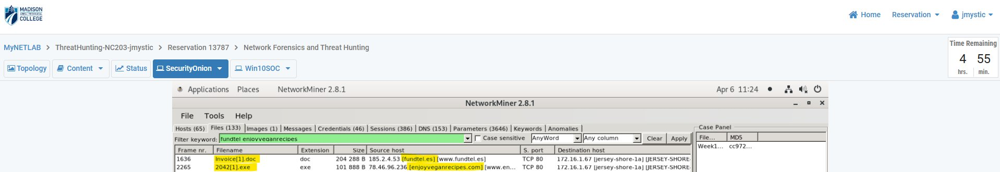 MADISON
AREA TECHNICAL
COLLEGE
Home Reservation jmystic
MyNETLAB > ThreatHunting-NC203-jmystic > Reservation 13787 > Network Forensics and Threat Hunting
Time Remaining
4 55
hrs. min.
Topology Content Status SecurityOnion Win10SOC
Applications Places NetworkMiner 2.8.1 Apr 6 11:24
NetworkMiner 2.8.1
File Tools Help
Hosts (65) Files (133) Images (1) Messages Credentials (46) Sessions (386) DNS (153) Parameters (3646) Keywords Anomalies
Case Panel
Filter keyword: fundtel enjoyveganrecipes Case sensitive AnyWord Any column Clear Apply
File... MD5
Frame nr. Filename Extension Size Source host S. port Destination host
Week1... cc972...
1636 Invoice[1].doc doc 204 288 B 185.2.4.53 [fundtel.es] [www.fundtel.es] TCP 80 172.16.1.67 [jersey-shore-1a] [JERSEY-SHORE-
2265 2042[1].exe exe 101 888 B 78.46.96.236 [enjoyveganrecipes.com] [www.en... TCP 80 172.16.1.67 [jersey-shore-1a] [JERSEY-SHORE-